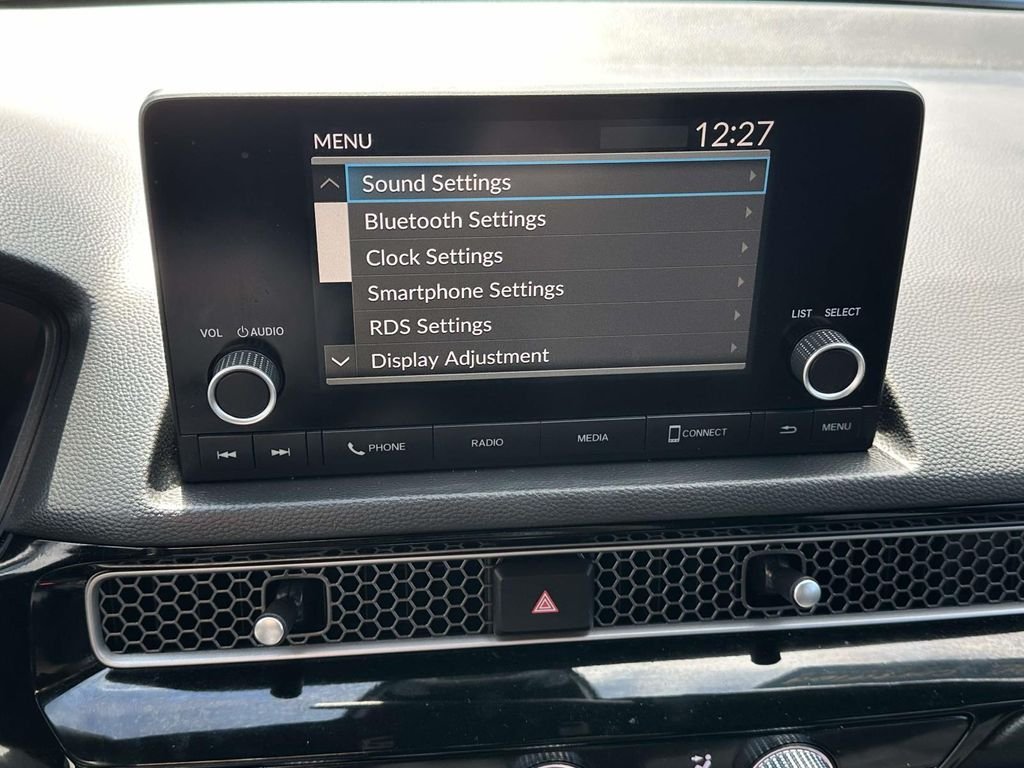 MENU 12:27
Sound Settings
Bluetooth Settings
Clock Settings
Smartphone Settings
RDS Settings
Display Adjustment
VOL AUDIO
LIST SELECT
PHONE RADIO MEDIA CONNECT MENU